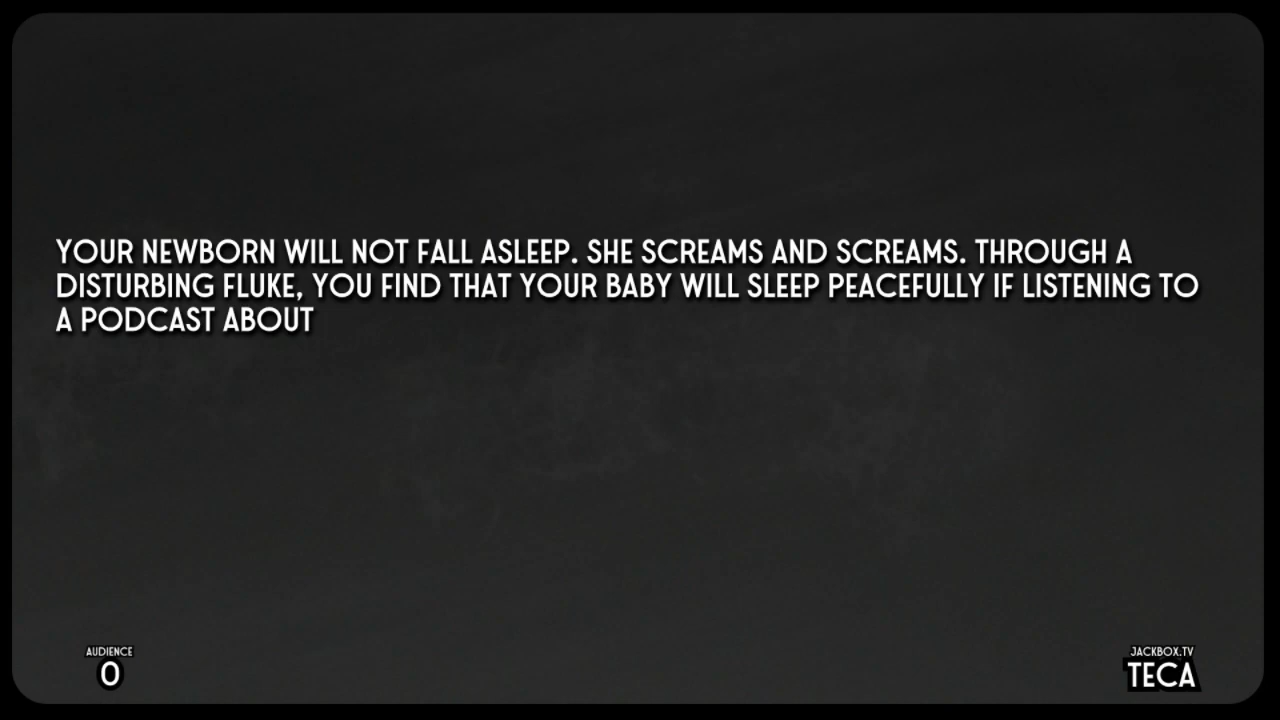 YOUR NEWBORN WILL NOT FALL ASLEEP. SHE SCREAMS AND SCREAMS. THROUGH A
DISTURBING FLUKE, YOU FIND THAT YOUR BABY WILL SLEEP PEACEFULLY IF LISTENING TO
A PODCAST ABOUT
AUDIENCE
0
JACKBOX.TV
TECA